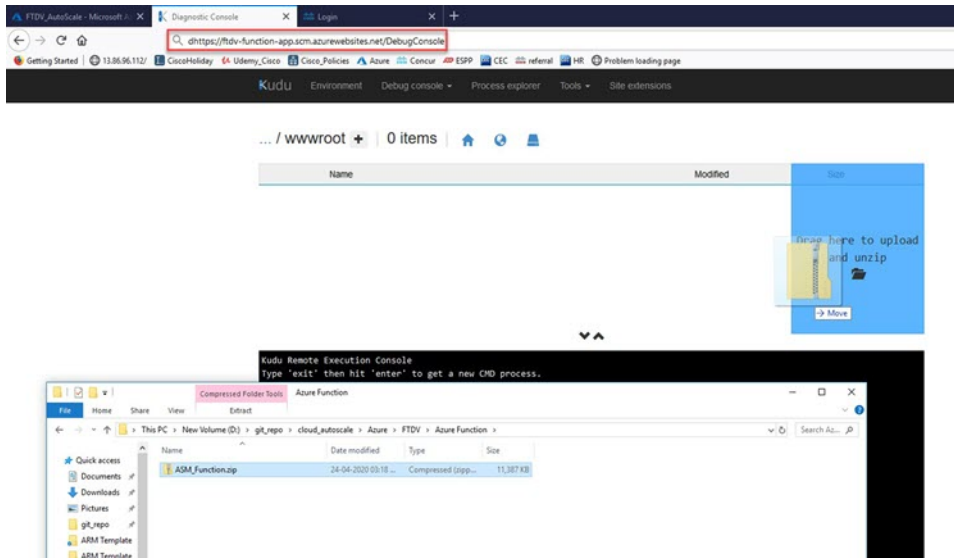 FTDV_AutoScale - Microsoft A
Diagnostic Console
Login
dhttps://ftdv-function-app.scm.azurewebsites.net/DebugConsole
Getting Started 13.86.96.112/ CiscoHoliday Udemy_Cisco Cisco_Policies Azure Concur ESPP CEC referral HR Problem loading page
Kudu Environment Debug console Process explorer Tools Site extensions
... / wwwroot + | 0 items |
Name Modified Size
Drag here to upload
and unzip
Move
Kudu Remote Execution Console
Type 'exit' then hit 'enter' to get a new CMD process.
Compressed Folder Tools Azure Function
File Home Share View Extract
This PC > New Volume (D:) > git_repo > cloud_autoscale > Azure > FTDV > Azure Function >
Search Az...
Name Date modified Type Size
Quick access
ASM_Function.zip 24-04-2020 03:18 ... Compressed (zipp... 11,387 KB
Documents
Downloads
Pictures
git_repo
ARM Template
ARM Template